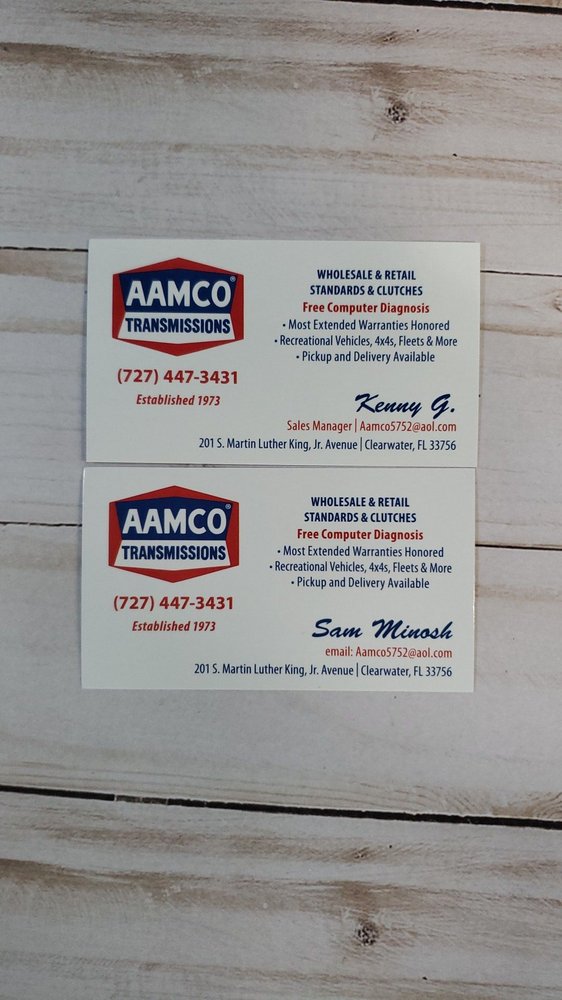 AAMCO®
TRANSMISSIONS
(727) 447-3431
Established 1973
WHOLESALE & RETAIL
STANDARDS & CLUTCHES
Free Computer Diagnosis
• Most Extended Warranties Honored
• Recreational Vehicles, 4x4s, Fleets & More
• Pickup and Delivery Available
Kenny G.
Sales Manager | Aamco5752@aol.com
201 S. Martin Luther King, Jr. Avenue | Clearwater, FL 33756
AAMCO®
TRANSMISSIONS
(727) 447-3431
Established 1973
WHOLESALE & RETAIL
STANDARDS & CLUTCHES
Free Computer Diagnosis
• Most Extended Warranties Honored
• Recreational Vehicles, 4x4s, Fleets & More
• Pickup and Delivery Available
Sam Minosh
email: Aamco5752@aol.com
201 S. Martin Luther King, Jr. Avenue | Clearwater, FL 33756